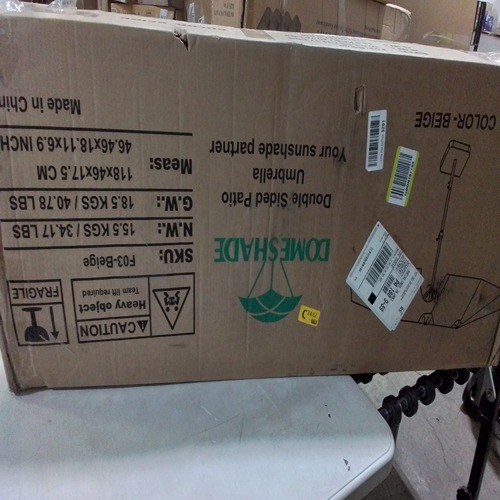 CAUTION
Heavy object
Team lift required
FRAGILE
DOMESHADE
Double Sided Patio
Umbrella
Your sunshade partner
SKU: F03-Beige
N.W.: 15.5 KGS / 34.17 LBS
G.W.: 18.5 KGS / 40.78 LBS
Meas: 118x46x17.5 CM
46.46x18.11x6.9 INCH
Made in Chin
COLOR- BEIGE